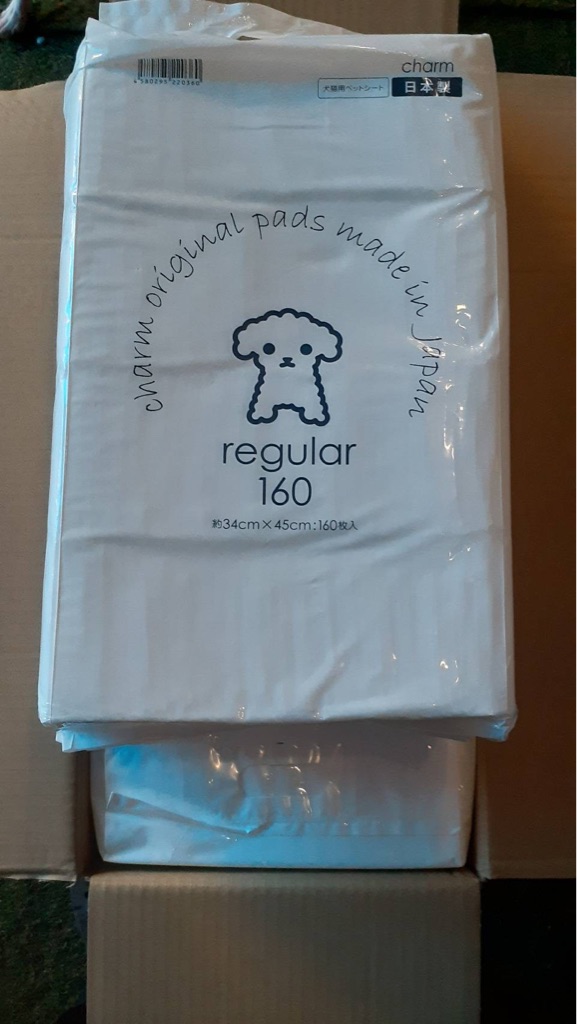 4580295220360
charm
犬猫用ペットシート
日本製
charm original pads made in Japan
regular
160
約34cm×45cm:160枚入